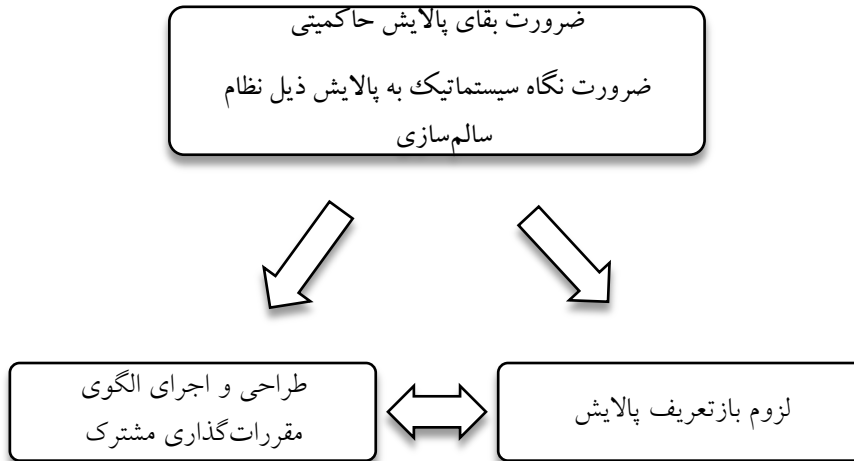 ضرورت بقای پالایش حاکمیتی
ضرورت نگاه سیستماتیک به پالایش ذیل نظام
سالم‌سازی
لزوم بازتعریف پالایش
طراحی و اجرای الگوی
مقررات‌گذاری مشترک